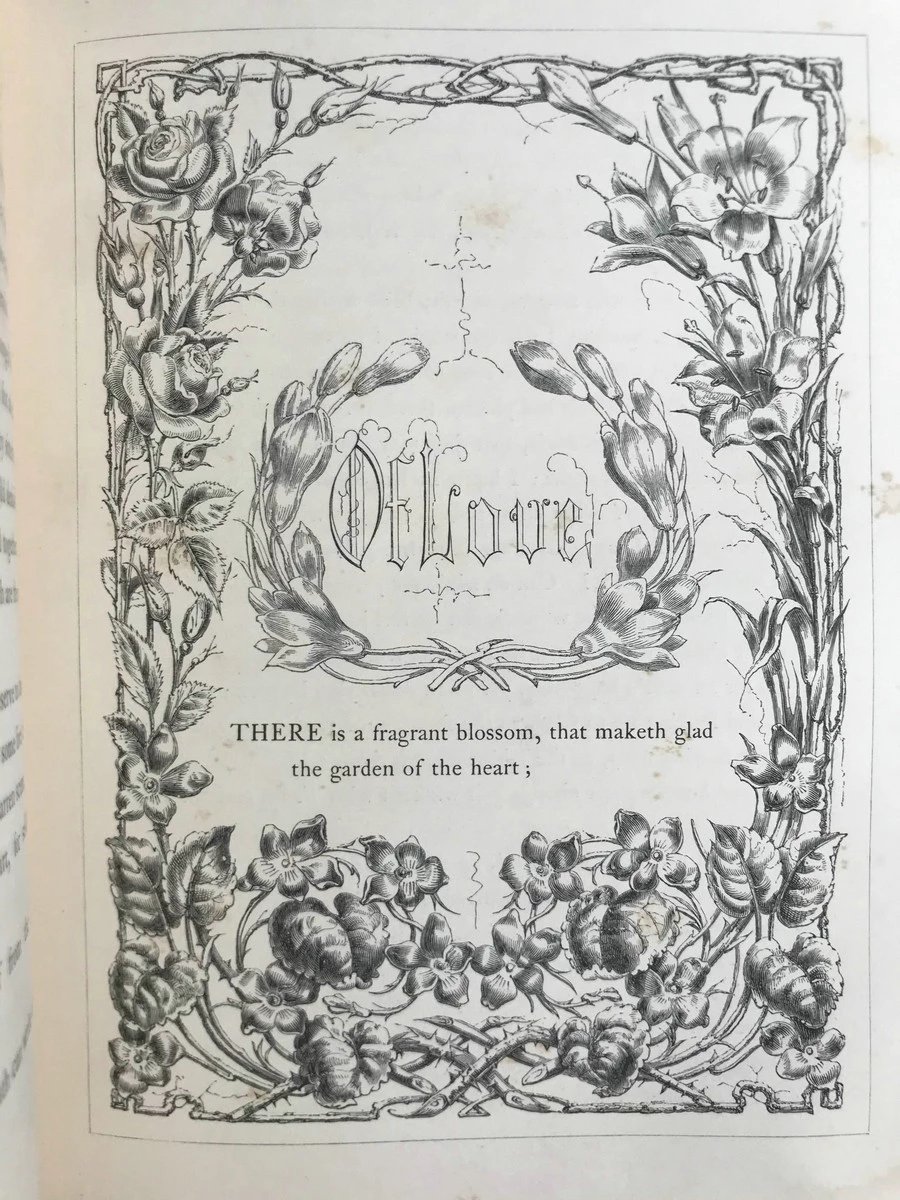 Of Love
THERE is a fragrant blossom, that maketh glad
the garden of the heart;